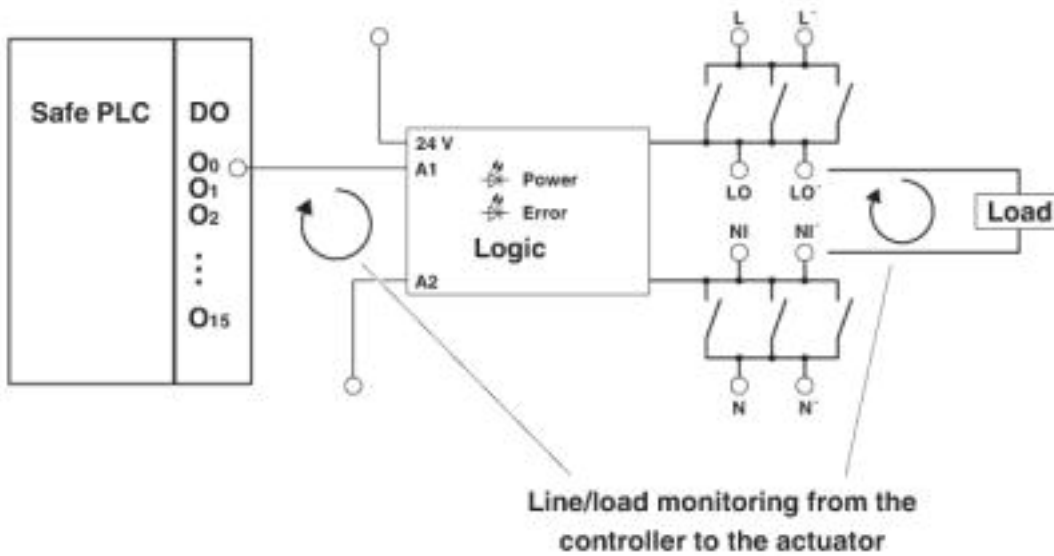 L L´
Safe PLC DO
O0
O1
O2
O15
24 V
A1
Power
Error
Logic
A2
LO LO´
NI NI´
Load
N N´
Line/load monitoring from the
controller to the actuator